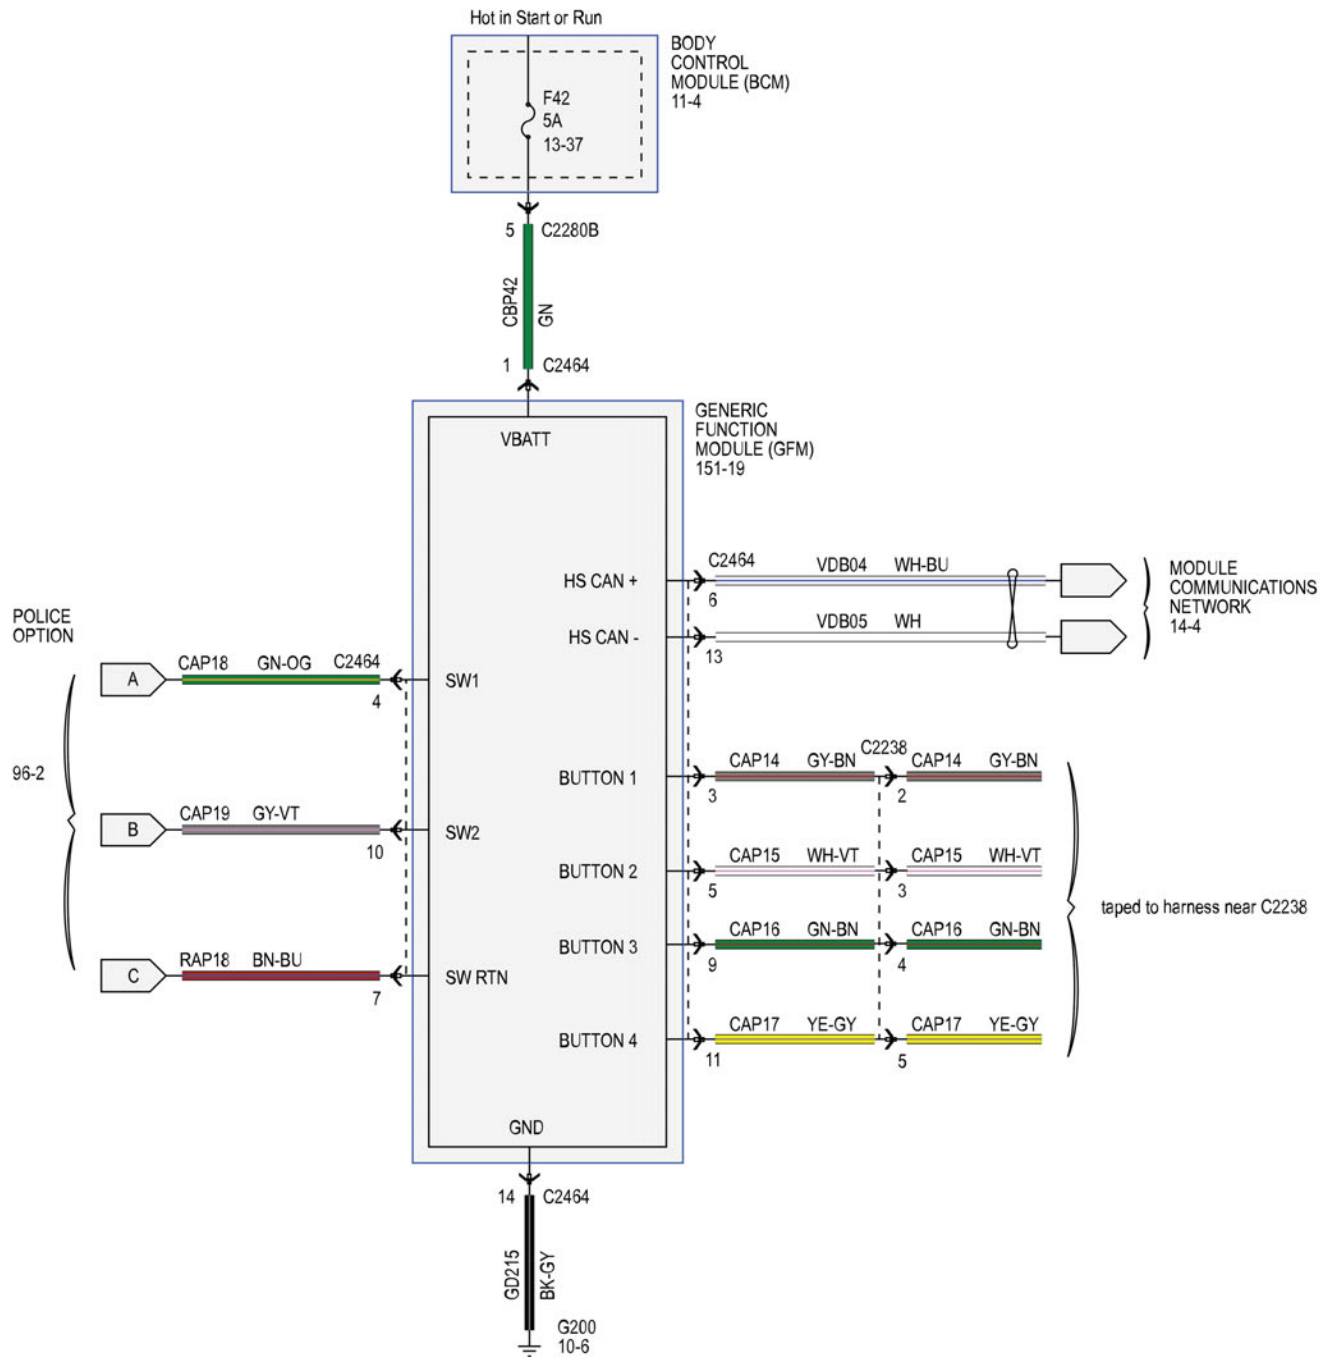 Hot in Start or Run
BODY
CONTROL
MODULE (BCM)
11-4
F42
5A
13-37
5 C2280B
CBP42
GN
1 C2464
GENERIC
FUNCTION
MODULE (GFM)
151-19
VBATT
HS CAN +
C2464
6
VDB04 WH-BU
HS CAN -
13
VDB05 WH
MODULE
COMMUNICATIONS
NETWORK
14-4
POLICE
OPTION
96-2
A
CAP18 GN-OG C2464
4
SW1
B
CAP19 GY-VT
10
SW2
C
RAP18 BN-BU
7
SW RTN
BUTTON 1
3
CAP14 GY-BN
C2238
2
CAP14 GY-BN
BUTTON 2
5
CAP15 WH-VT
3
CAP15 WH-VT
BUTTON 3
9
CAP16 GN-BN
4
CAP16 GN-BN
BUTTON 4
11
CAP17 YE-GY
5
CAP17 YE-GY
taped to harness near C2238
GND
14 C2464
GD215
BK-GY
G200
10-6